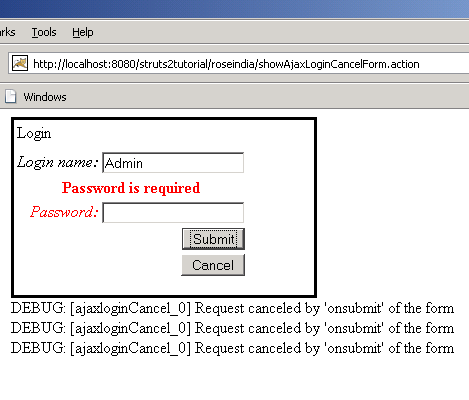 rks Tools Help
http://localhost:8080/struts2tutorial/roseindia/showAjaxLoginCancelForm.action
Windows
Login
Login name: Admin
Password is required
Password:
Submit
Cancel
DEBUG: [ajaxloginCancel_0] Request canceled by 'onsubmit' of the form
DEBUG: [ajaxloginCancel_0] Request canceled by 'onsubmit' of the form
DEBUG: [ajaxloginCancel_0] Request canceled by 'onsubmit' of the form